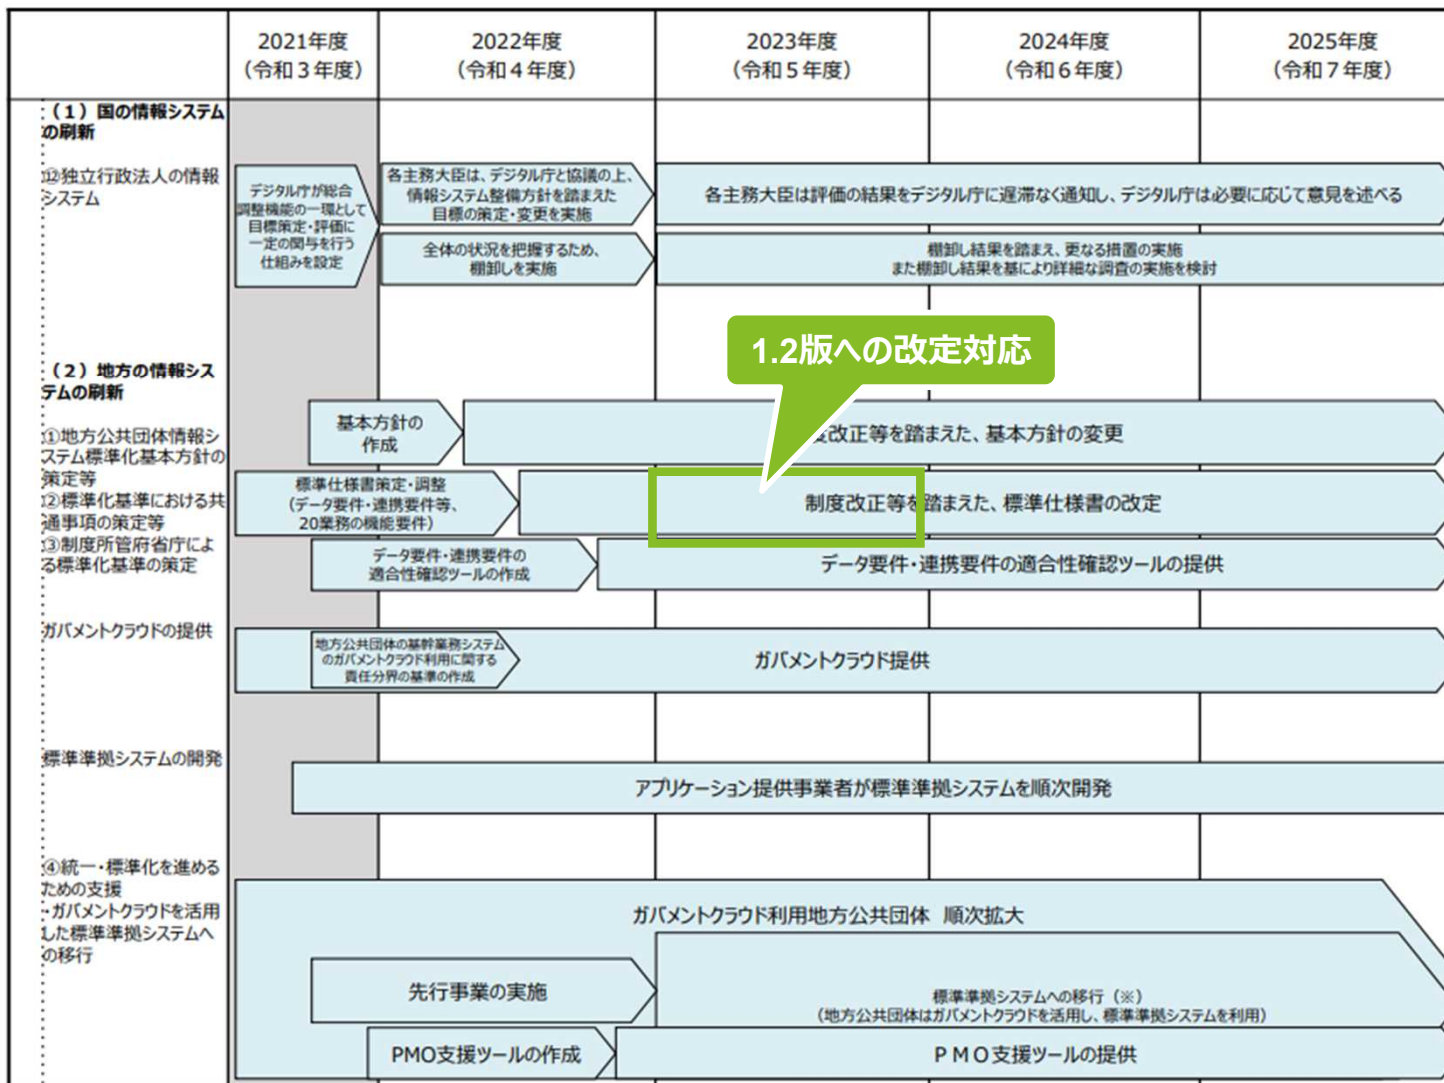 2021年度
(令和３年度)
2022年度
(令和４年度)
2023年度
(令和５年度)
2024年度
(令和６年度)
2025年度
(令和７年度)
（１）国の情報システム
の刷新
⑫独立行政法人の情報
システム
デジタル庁が総合
調整機能の一環として
目標策定・評価に
一定の関与を行う
仕組みを設定
各主務大臣は、デジタル庁と協議の上、
情報システム整備方針を踏まえた
目標の策定・変更を実施
各主務大臣は評価の結果をデジタル庁に遅滞なく通知し、デジタル庁は必要に応じて意見を述べる
全体の状況を把握するため、
棚卸しを実施
棚卸し結果を踏まえ、更なる措置の実施
また棚卸し結果を基により詳細な調査の実施を検討
1.2版への改定対応
（２）地方の情報シス
テムの刷新
①地方公共団体情報シ
ステム標準化基本方針の
策定等
②標準化基準における共
通事項の策定等
③制度所管府省庁によ
る標準化基準の策定
基本方針の
作成
度改正等を踏まえた、基本方針の変更
標準仕様書策定・調整
(データ要件・連携要件等、
20業務の機能要件)
制度改正等を踏まえた、標準仕様書の改定
データ要件・連携要件の
適合性確認ツールの作成
データ要件・連携要件の適合性確認ツールの提供
ガバメントクラウドの提供
地方公共団体の基幹業務システム
のガバメントクラウド利用に関する
責任分界の基準の作成
ガバメントクラウド提供
標準準拠システムの開発
アプリケーション提供事業者が標準準拠システムを順次開発
④統一・標準化を進める
ための支援
・ガバメントクラウドを活用
した標準準拠システムへ
の移行
ガバメントクラウド利用地方公共団体 順次拡大
先行事業の実施
標準準拠システムへの移行（※）
(地方公共団体はガバメントクラウドを活用し、標準準拠システムを利用)
PMO支援ツールの作成
ＰＭＯ支援ツールの提供